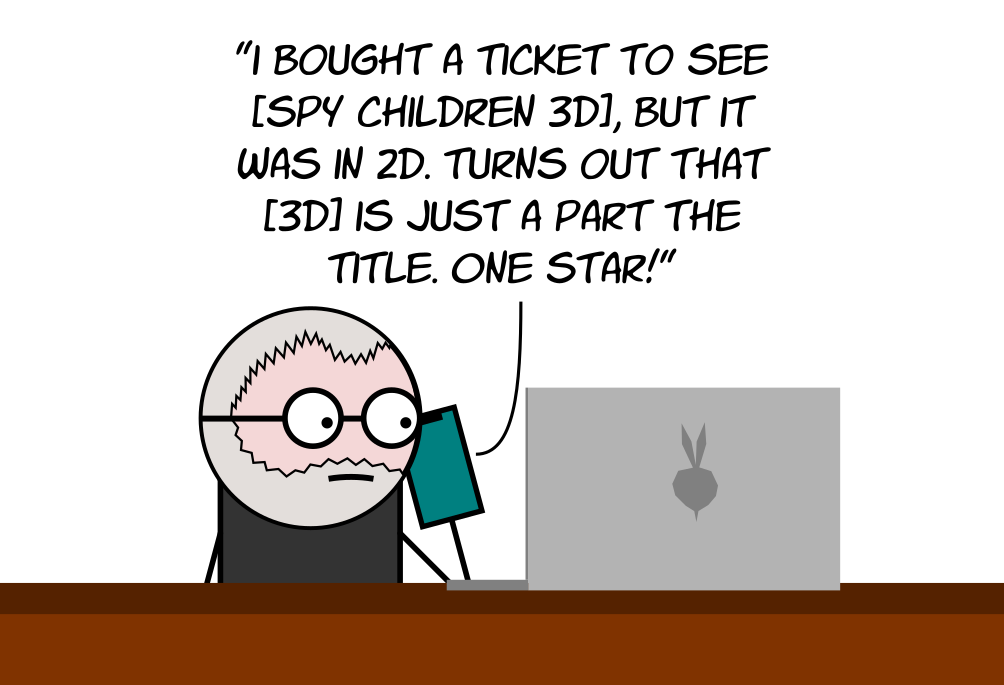 "I BOUGHT A TICKET TO SEE
[SPY CHILDREN 3D], BUT IT
WAS IN 2D. TURNS OUT THAT
[3D] IS JUST A PART THE
TITLE. ONE STAR!"